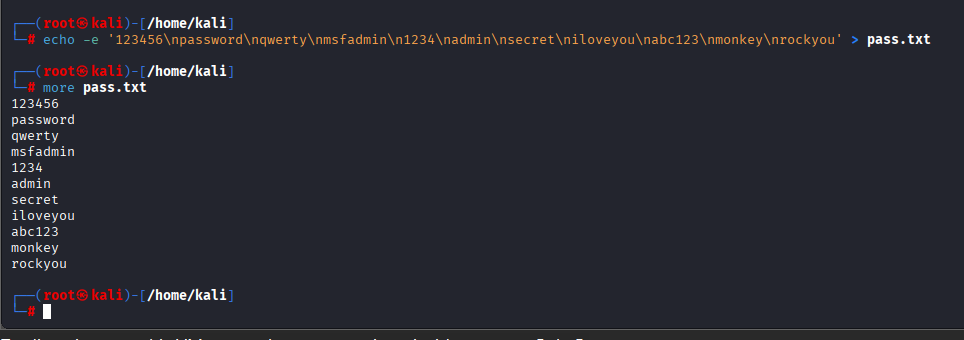 ┌──(root㉿kali)-[/home/kali]
└─# echo -e '123456\npassword\nqwerty\nmsfadmin\n1234\nadmin\nsecret\niloveyou\nabc123\nmonkey\nrockyou' > pass.txt
┌──(root㉿kali)-[/home/kali]
└─# more pass.txt
123456
password
qwerty
msfadmin
1234
admin
secret
iloveyou
abc123
monkey
rockyou
┌──(root㉿kali)-[/home/kali]
└─#